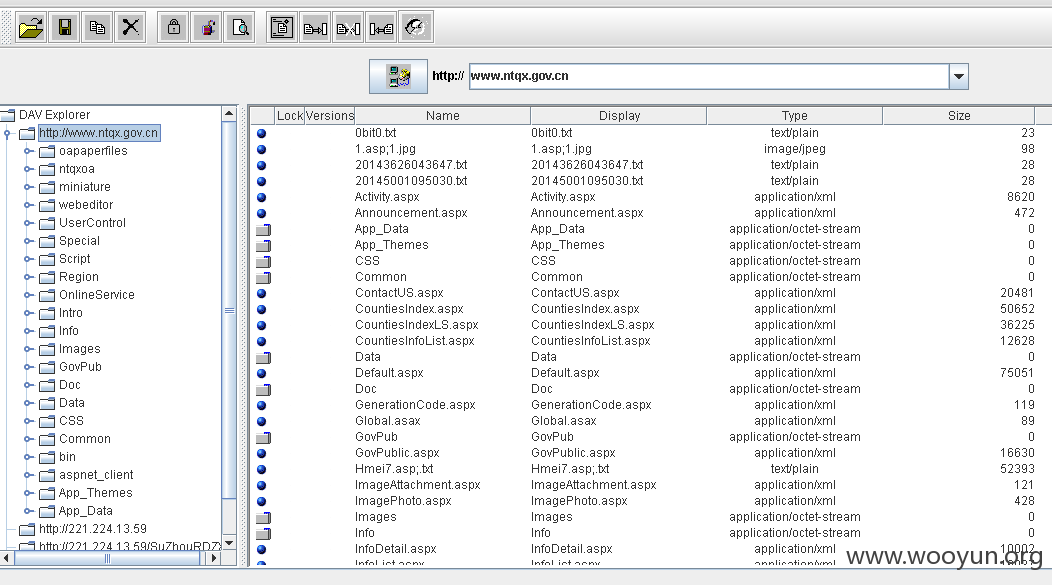 http:// www.ntqx.gov.cn
DAV Explorer
http://www.ntqx.gov.cn
oapaperfiles
ntqxoa
miniature
webeditor
UserControl
Special
Script
Region
OnlineService
Intro
Info
Images
GovPub
Doc
Data
CSS
Common
bin
aspnet_client
App_Themes
App_Data
http://221.224.13.59
http://221.224.13.59/SuZhouRDZX
Lock Versions Name Display Type Size
0bit0.txt 0bit0.txt text/plain 23
1.asp;1.jpg 1.asp;1.jpg image/jpeg 98
20143626043647.txt 20143626043647.txt text/plain 28
20145001095030.txt 20145001095030.txt text/plain 28
Activity.aspx Activity.aspx application/xml 8620
Announcement.aspx Announcement.aspx application/xml 472
App_Data App_Data application/octet-stream 0
App_Themes App_Themes application/octet-stream 0
CSS CSS application/octet-stream 0
Common Common application/octet-stream 0
ContactUS.aspx ContactUS.aspx application/xml 20481
CountiesIndex.aspx CountiesIndex.aspx application/xml 50652
CountiesIndexLS.aspx CountiesIndexLS.aspx application/xml 36225
CountiesInfoList.aspx CountiesInfoList.aspx application/xml 12628
Data Data application/octet-stream 0
Default.aspx Default.aspx application/xml 75051
Doc Doc application/octet-stream 0
GenerationCode.aspx GenerationCode.aspx application/xml 119
Global.asax Global.asax application/xml 89
GovPub GovPub application/octet-stream 0
GovPublic.aspx GovPublic.aspx application/xml 16630
Hmei7.asp;.txt Hmei7.asp;.txt text/plain 52393
ImageAttachment.aspx ImageAttachment.aspx application/xml 121
ImagePhoto.aspx ImagePhoto.aspx application/xml 428
Images Images application/octet-stream 0
Info Info application/octet-stream 0
InfoDetail.aspx InfoDetail.aspx application/xml 10002
InfoList.aspx InfoList.aspx application/xml
www.wooyun.org